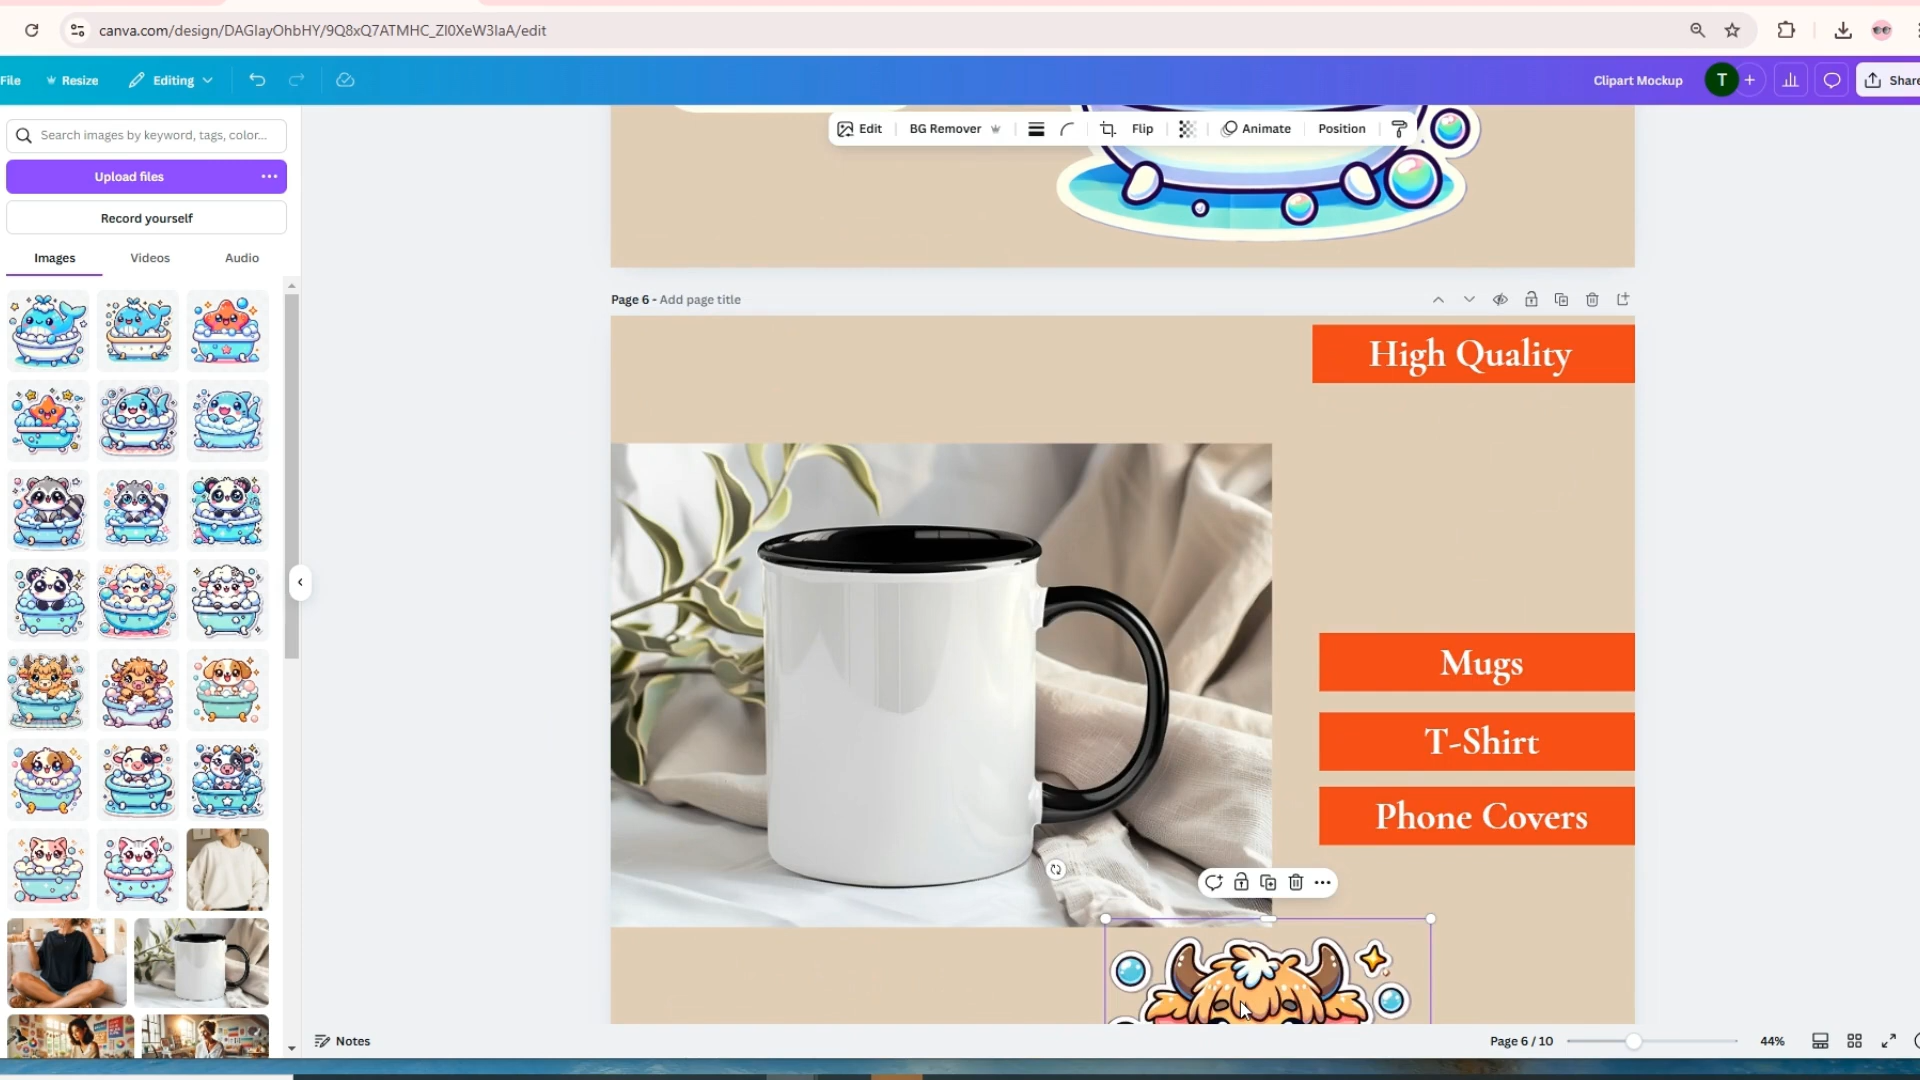 canva.com/design/DAGIayOhbHY/9Q8xQ7ATMHC_ZI0XeW3IaA/edit
File
Resize
Editing
Clipart Mockup
T
Share
Search images by keyword, tags, color...
Upload files
Record yourself
Images
Videos
Audio
Edit
BG Remover
Flip
Animate
Position
Page 6 - Add page title
High Quality
Mugs
T-Shirt
Phone Covers
Notes
Page 6 / 10
44%